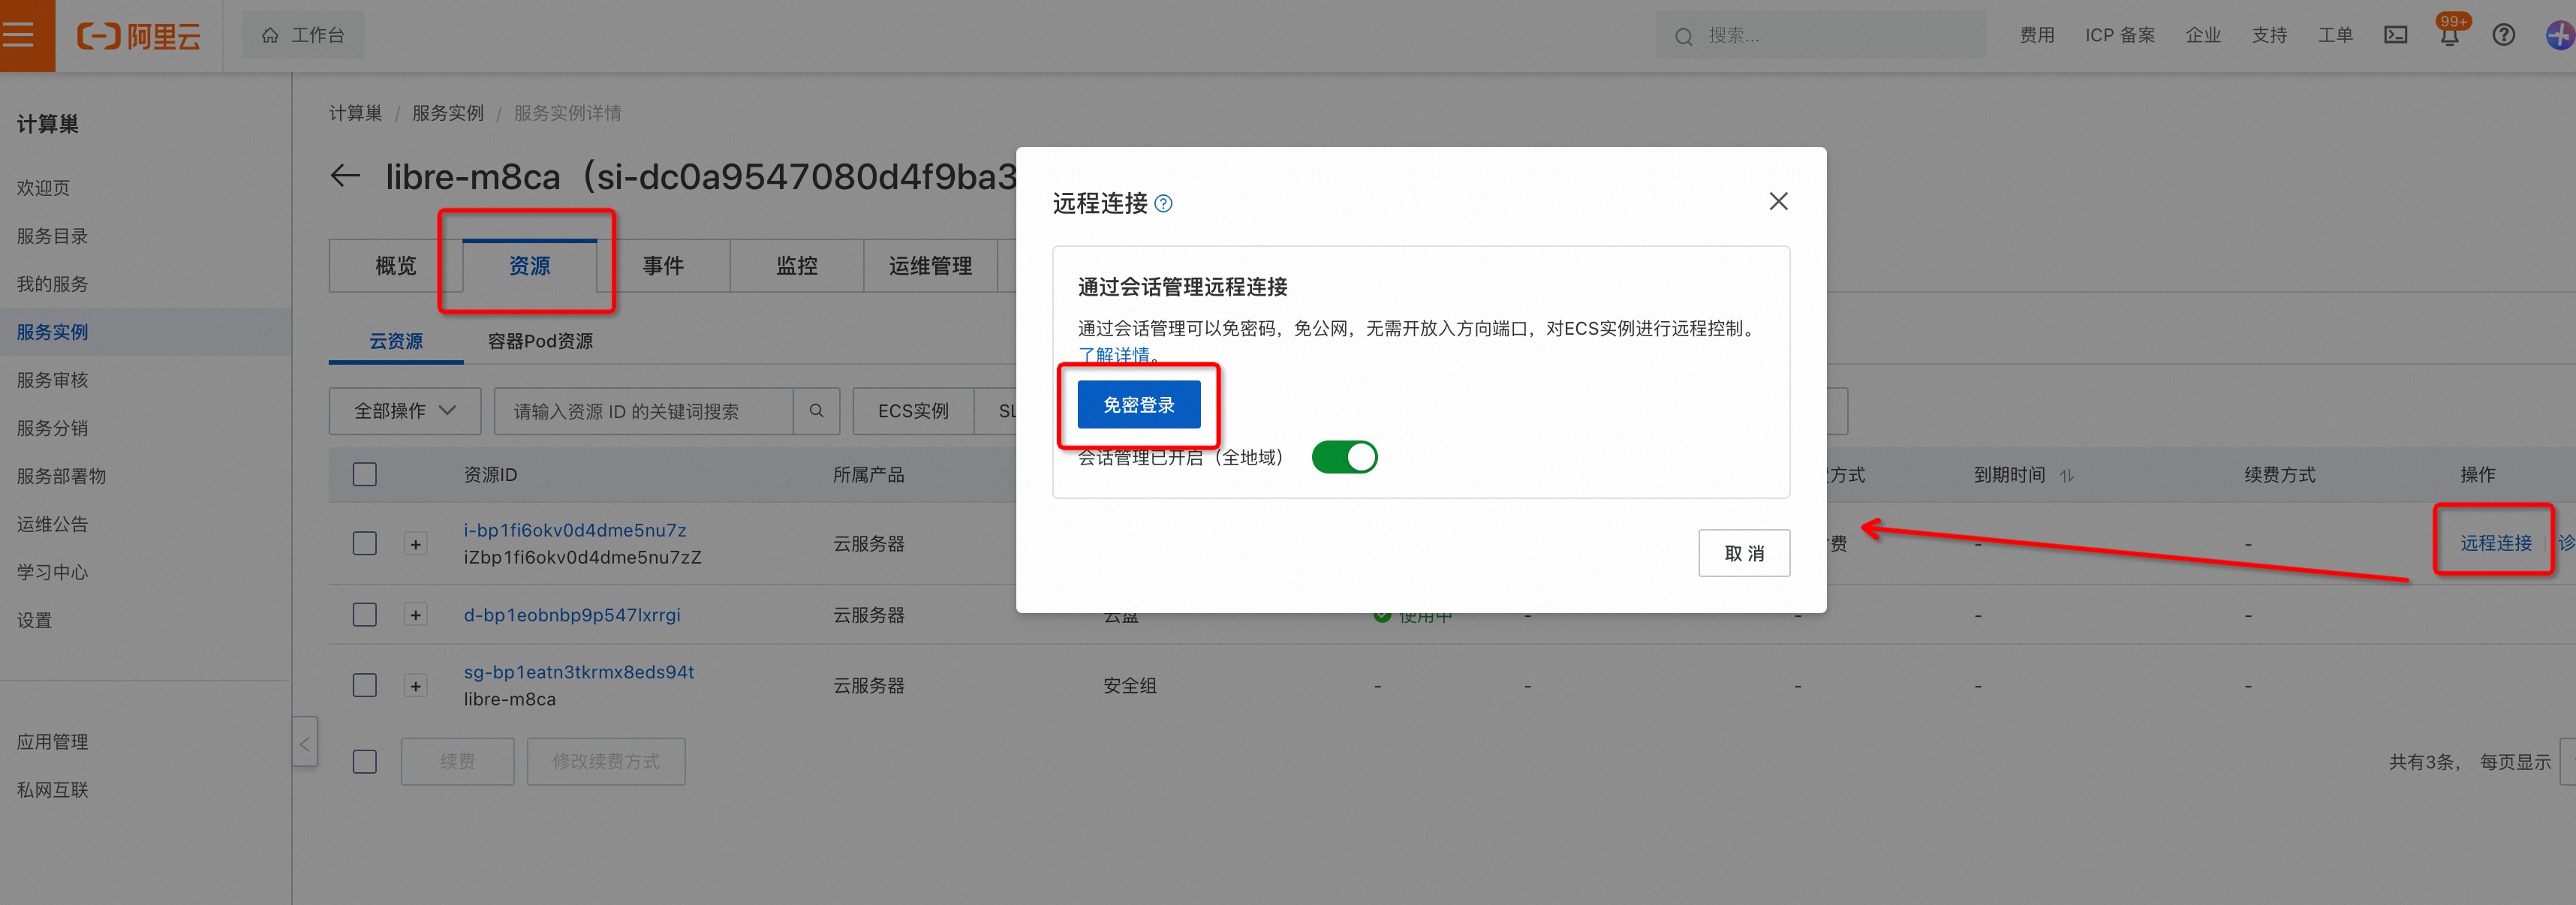 阿里云
工作台
搜索...
费用
ICP 备案
企业
支持
工单
99+
计算巢
欢迎页
服务目录
我的服务
服务实例
服务审核
服务分销
服务部署物
运维公告
学习中心
设置
应用管理
私网互联
计算巢 / 服务实例 / 服务实例详情
libre-m8ca（si-dc0a9547080d4f9ba3
概览
资源
事件
监控
运维管理
云资源
容器Pod资源
全部操作
请输入资源 ID 的关键词搜索
ECS实例
SL
资源ID
所属产品
方式
到期时间
续费方式
操作
i-bp1fi6okv0d4dme5nu7z
iZbp1fi6okv0d4dme5nu7zZ
云服务器
费
-
-
远程连接
诊
d-bp1eobnbp9p547lxrrgi
云服务器
云盘
使用中
-
-
-
-
sg-bp1eatn3tkrmx8eds94t
libre-m8ca
云服务器
安全组
-
-
-
-
-
续费
修改续费方式
共有3条，
每页显示
远程连接
通过会话管理远程连接
通过会话管理可以免密码，免公网，无需开放入方向端口，对ECS实例进行远程控制。
了解详情。
免密登录
会话管理已开启（全地域）
取 消